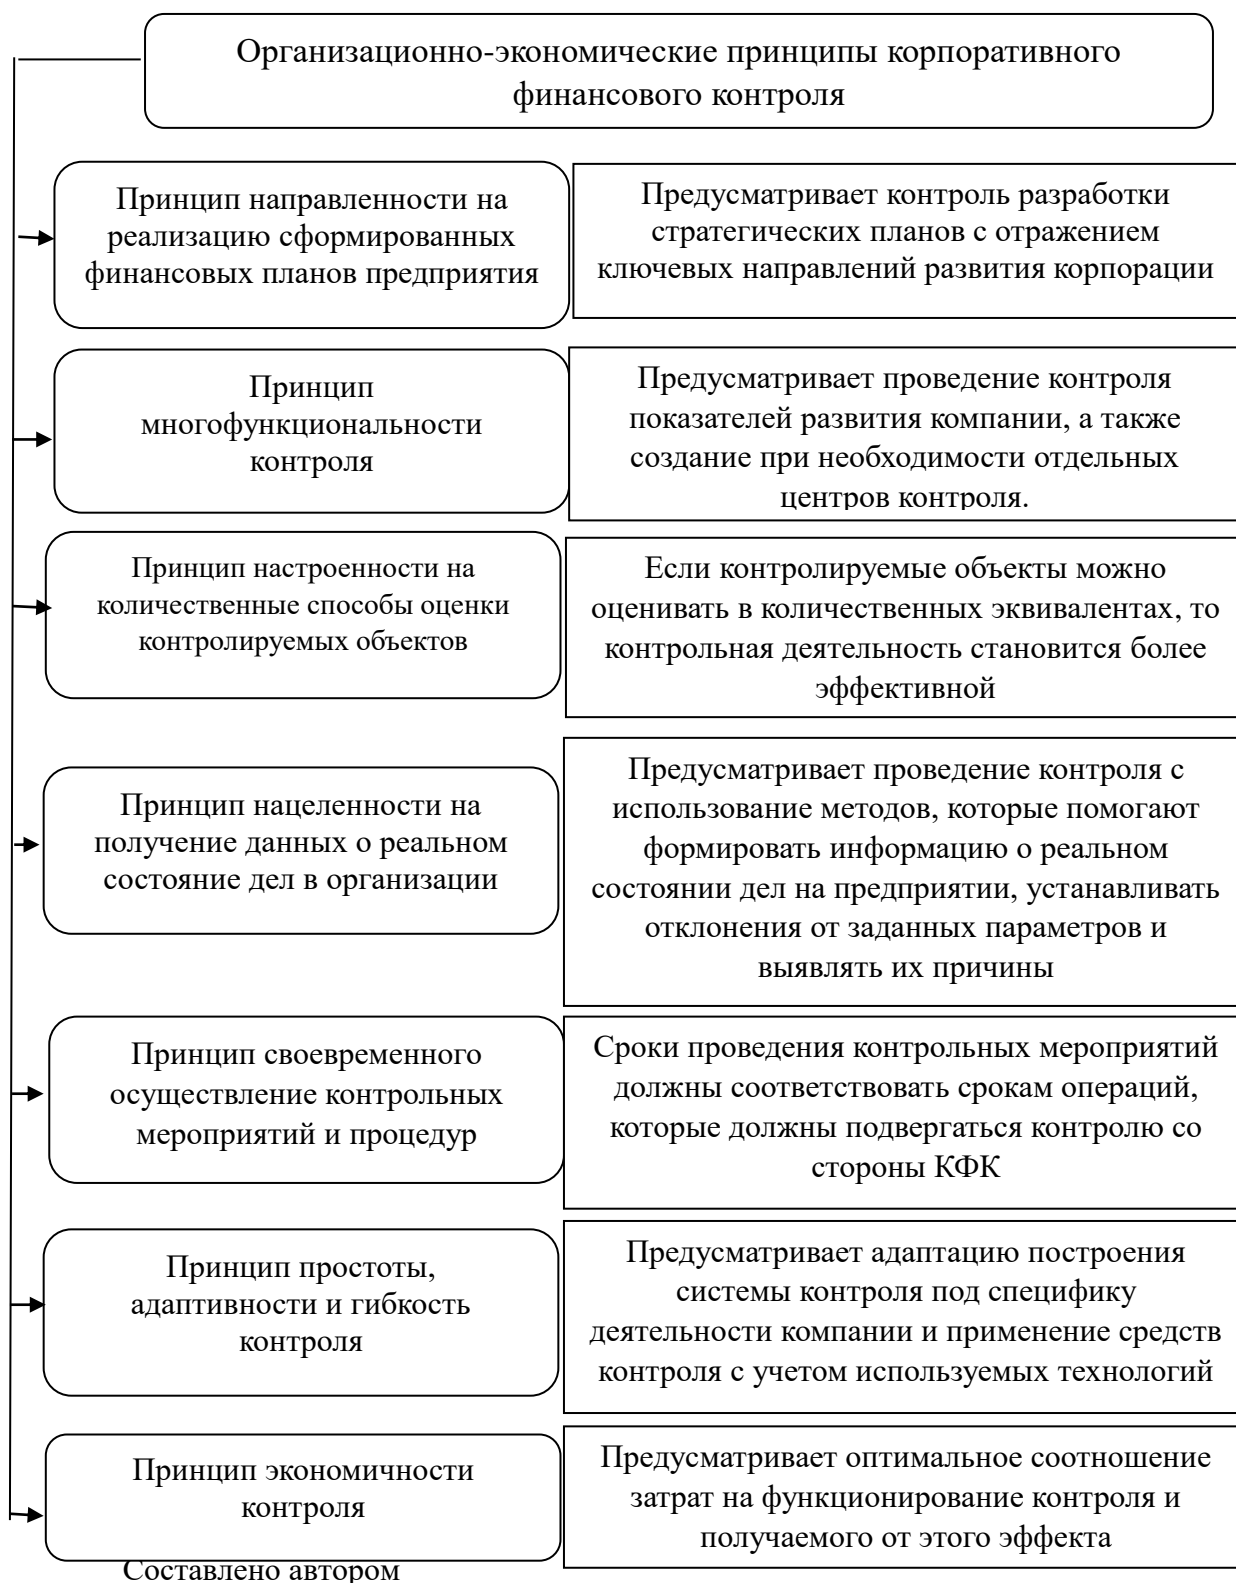 Организационно-экономические принципы корпоративного
финансового контроля
Принцип направленности на
реализацию сформированных
финансовых планов предприятия
Предусматривает контроль разработки
стратегических планов с отражением
ключевых направлений развития корпорации
Принцип
многофункциональности
контроля
Предусматривает проведение контроля
показателей развития компании, а также
создание при необходимости отдельных
центров контроля.
Принцип настроенности на
количественные способы оценки
контролируемых объектов
Если контролируемые объекты можно
оценивать в количественных эквивалентах, то
контрольная деятельность становится более
эффективной
Принцип нацеленности на
получение данных о реальном
состояние дел в организации
Предусматривает проведение контроля с
использование методов, которые помогают
формировать информацию о реальном
состоянии дел на предприятии, устанавливать
отклонения от заданных параметров и
выявлять их причины
Принцип своевременного
осуществление контрольных
мероприятий и процедур
Сроки проведения контрольных мероприятий
должны соответствовать срокам операций,
которые должны подвергаться контролю со
стороны КФК
Принцип простоты,
адаптивности и гибкость
контроля
Предусматривает адаптацию построения
системы контроля под специфику
деятельности компании и применение средств
контроля с учетом используемых технологий
Принцип экономичности
контроля
Предусматривает оптимальное соотношение
затрат на функционирование контроля и
получаемого от этого эффекта
Составлено автором